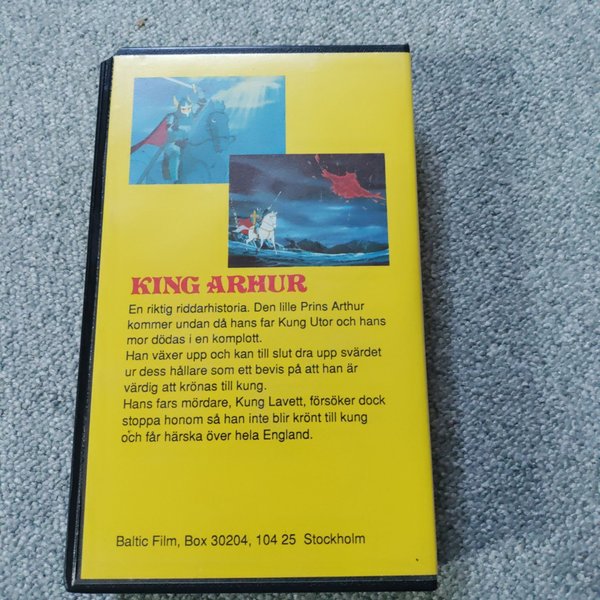 KING ARHUR
En riktig riddarhistoria. Den lille Prins Arthur
kommer undan då hans far Kung Utor och hans
mor dödas i en komplott.
Han växer upp och kan till slut dra upp svärdet
ur dess hållare som ett bevis på att han är
värdig att krönas till kung.
Hans fars mördare, Kung Lavett, försöker dock
stoppa honom så han inte blir krönt till kung
och får härska över hela England.
Baltic Film, Box 30204, 104 25 Stockholm